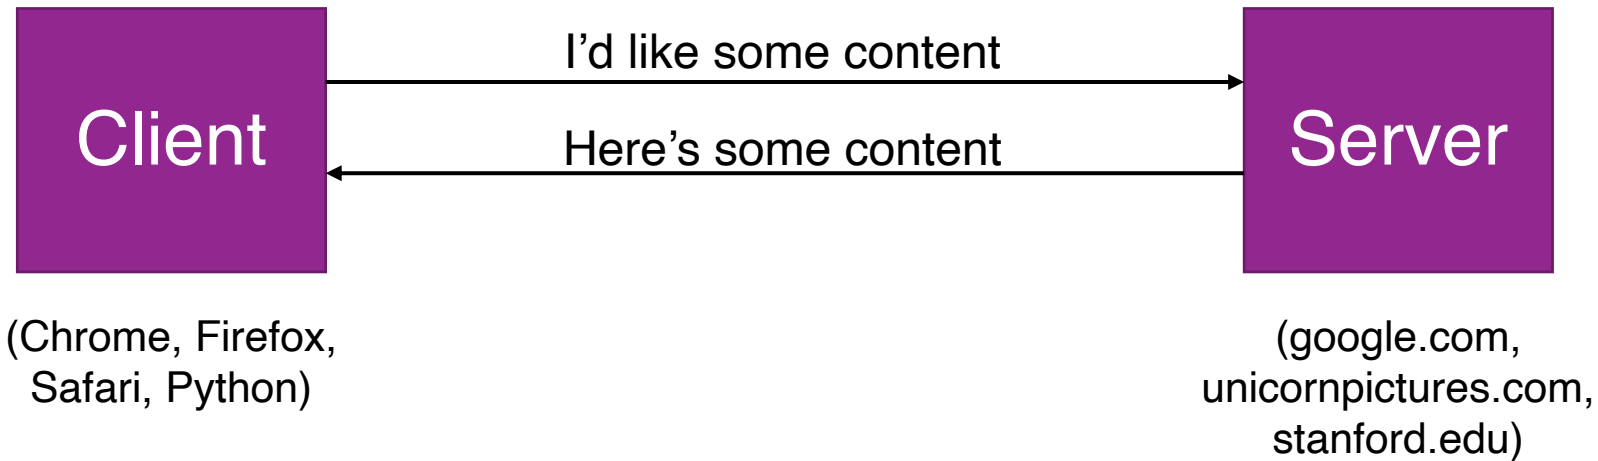 I’d like some content
Client
Here’s some content
Server
(Chrome, Firefox,
Safari, Python)
(google.com,
unicornpictures.com,
stanford.edu)